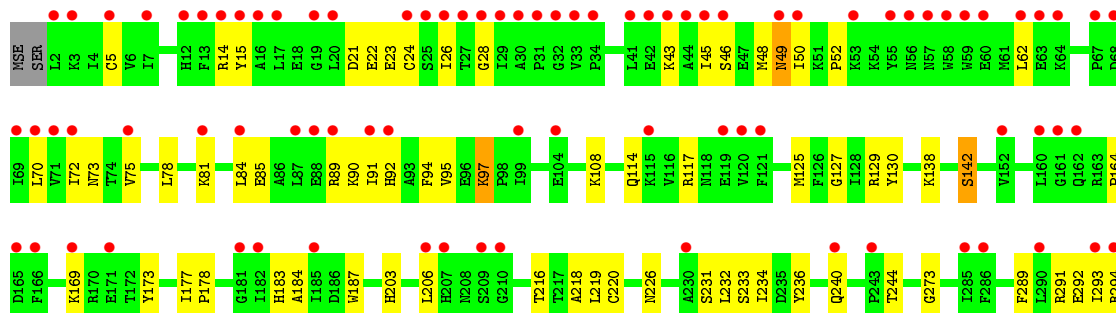 MSE SER L2 K3 I4 C5 V6 I7 H12 F13 R14 Y15 A16 L17 E18 G19 L20 D21 E22 E23 C24 S25 I26 T27 G28 I29 A30 P31 G32 V33 P34 L41 E42 K43 A44 I45 S46 E47 M48 N49 I50 K51 P52 K53 K54 Y55 N56 N57 W58 W59 E60 M61 L62 E63 K64 P67
I69 L70 V71 I72 N73 T74 V75 L78 K81 L84 E85 A86 L87 E88 R89 K90 I91 H92 A93 F94 V95 E96 K97 P98 I99 E104 K108 Q114 K115 V116 R117 N118 E119 V120 F121 M125 F126 G127 I128 R129 Y130 K138 S142 V152 L160 G161 Q162 R163 P164
D165 F166 K169 R170 E171 T172 Y173 I177 P178 G181 I182 H183 A184 I185 D186 W187 H203 L206 H207 N208 S209 G210 T216 T217 A218 L219 C220 N226 A230 S231 L232 S233 I234 D235 Y236 Q240 P243 T244 G273 I285 F286 F289 L290 R291 E292 I293